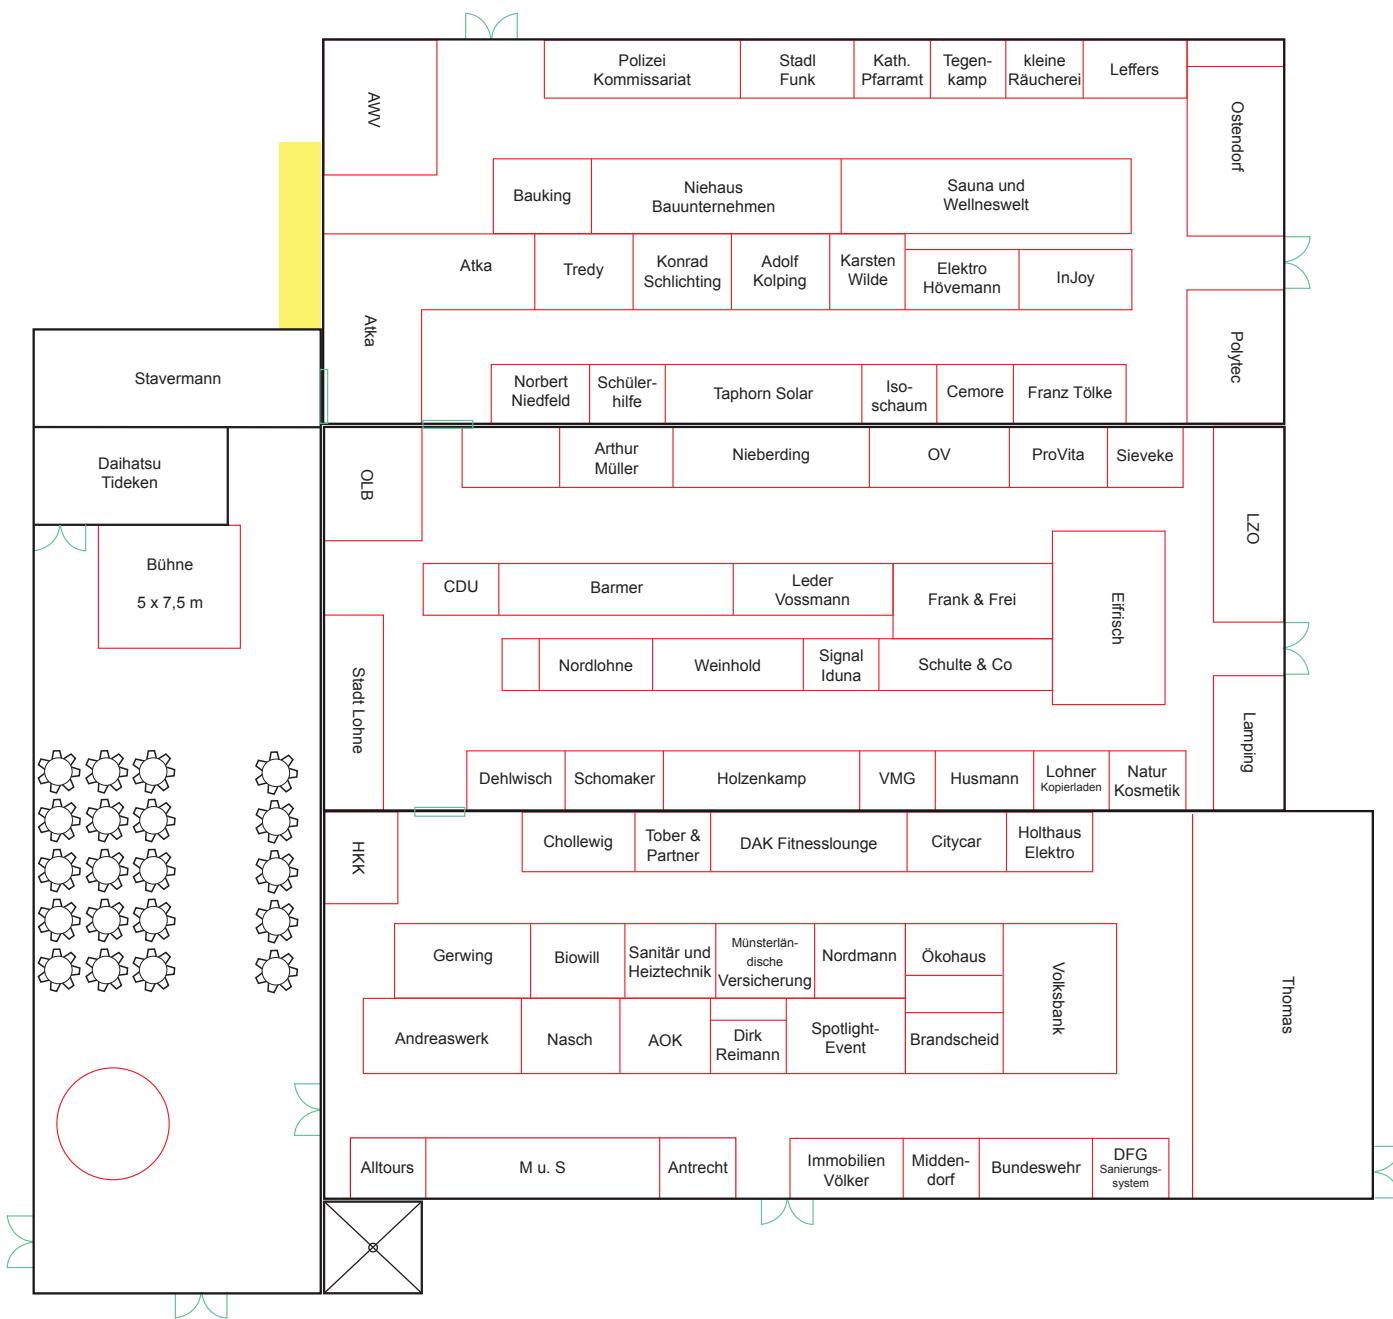 Polizei
Kommissariat
Stadl
Funk
Kath.
Pfarramt
Tegen-
kamp
kleine
Räucherei
Leffers
AWV
Ostendorf
Bauking
Niehaus
Bauunternehmen
Sauna und
Wellneswelt
Atka
Tredy
Konrad
Schlichting
Adolf
Kolping
Karsten
Wilde
Elektro
Hövemann
InJoy
Atka
Polytec
Stavermann
Norbert
Niedfeld
Schüler-
hilfe
Taphorn Solar
Iso-
schaum
Cemore
Franz Tölke
Daihatsu
Tideken
OLB
Arthur
Müller
Nieberding
OV
ProVita
Sieveke
LZO
Bühne
5 x 7,5 m
CDU
Barmer
Leder
Vossmann
Frank & Frei
Eifrisch
Stadt Lohne
Nordlohne
Weinhold
Signal
Iduna
Schulte & Co
Lamping
Dehlwisch
Schomaker
Holzenkamp
VMG
Husmann
Lohner
Kopierladen
Natur
Kosmetik
HKK
Chollewig
Tober &
Partner
DAK Fitnesslounge
Citycar
Holthaus
Elektro
Gerwing
Biowill
Sanitär und
Heiztechnik
Münsterlän-
dische
Versicherung
Nordmann
Ökohaus
Volksbank
Thomas
Andreaswerk
Nasch
AOK
Dirk
Reimann
Spotlight-
Event
Brandscheid
Alltours
M u. S
Antrecht
Immobilien
Völker
Midden-
dorf
Bundeswehr
DFG
Sanierungs-
system